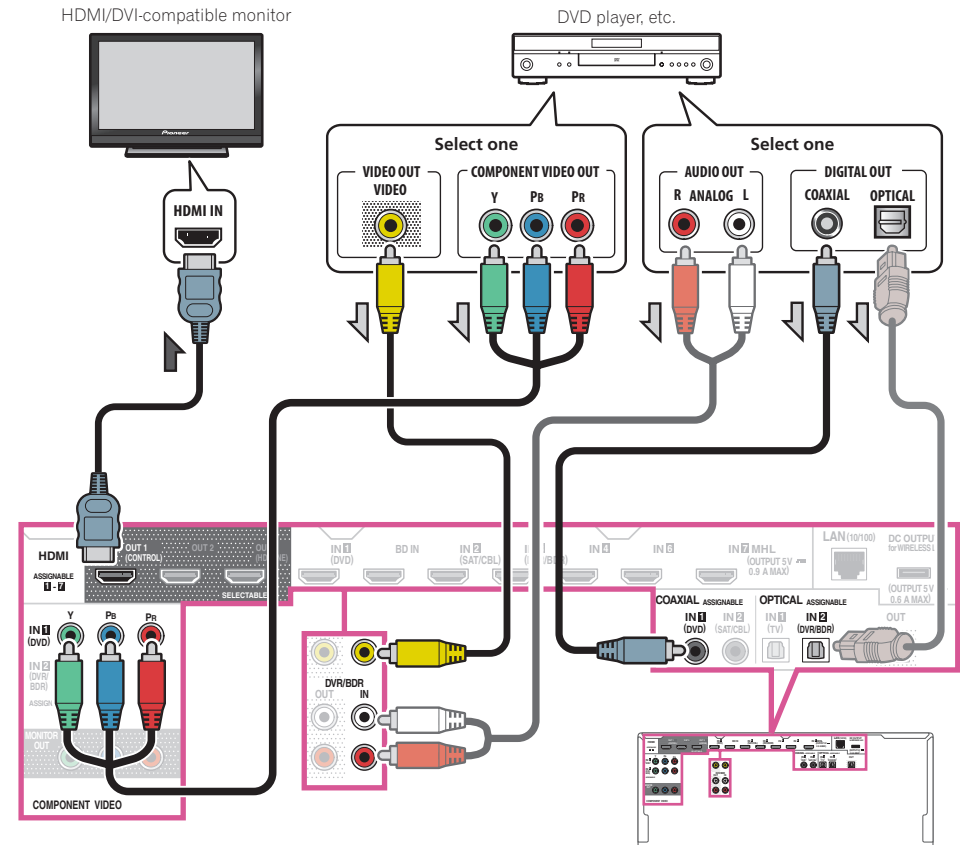 HDMI/DVI-compatible monitor
DVD player, etc.
Pioneer
HDMI IN
Select one
VIDEO OUT
VIDEO
COMPONENT VIDEO OUT
Y PB PR
Select one
AUDIO OUT
R ANALOG L
DIGITAL OUT
COAXIAL OPTICAL
HDMI
ASSIGNABLE
1 - 7
OUT 1
(CONTROL)
OUT 2
SELECTABLE
IN 1
(DVD)
BD IN
IN 2
(SAT/CBL)
IN 4
IN 6
IN 7 MHL
(OUTPUT 5V
0.9 A MAX)
LAN (10/100)
DC OUTPU
for WIRELESS L
(OUTPUT 5 V
0.6 A MAX)
Y PB PR
IN 1
(DVD)
IN 2
(DVR/
BDR)
ASSIGN
MONITOR
OUT
COMPONENT VIDEO
DVR/BDR
OUT IN
COAXIAL ASSIGNABLE
IN 1
(DVD)
IN 2
(SAT/CBL)
OPTICAL ASSIGNABLE
IN 1
(TV)
IN 2
(DVR/BDR)
OUT
COMPONENT VIDEO